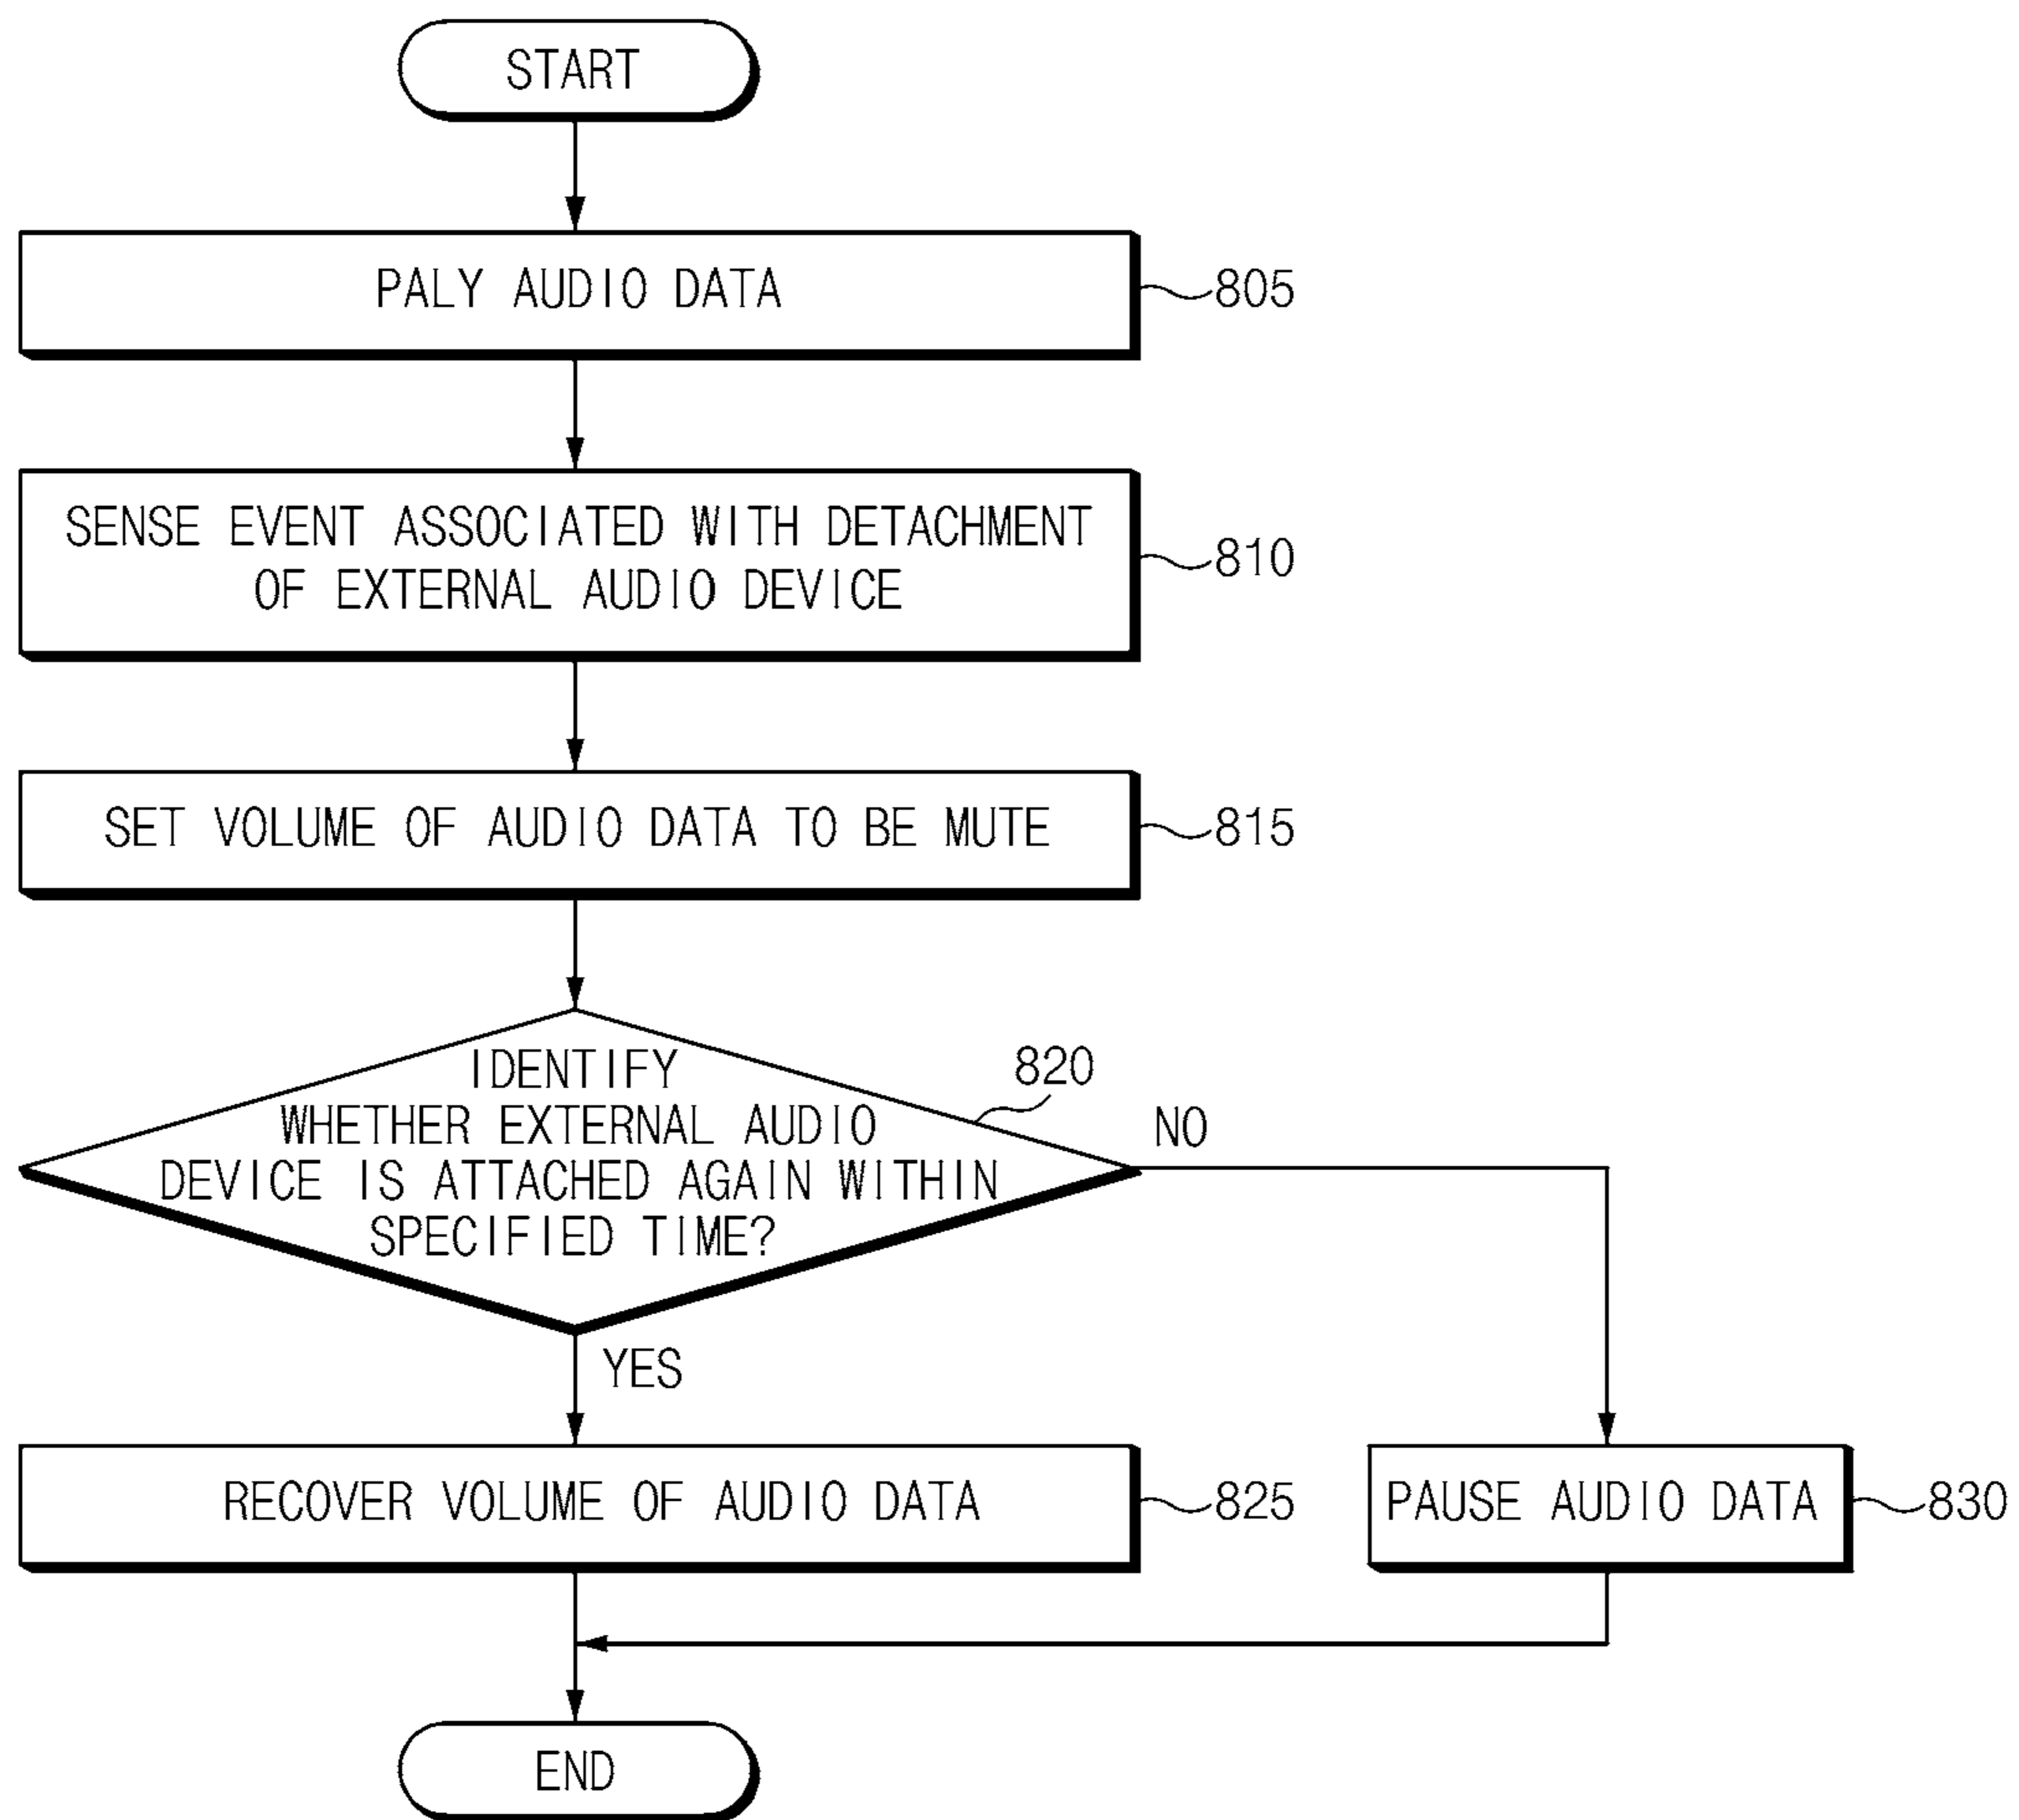 START
PALY AUDIO DATA
805
SENSE EVENT ASSOCIATED WITH DETACHMENT
OF EXTERNAL AUDIO DEVICE
810
SET VOLUME OF AUDIO DATA TO BE MUTE
815
IDENTIFY
WHETHER EXTERNAL AUDIO
DEVICE IS ATTACHED AGAIN WITHIN
SPECIFIED TIME?
820
NO
YES
RECOVER VOLUME OF AUDIO DATA
825
PAUSE AUDIO DATA
830
END